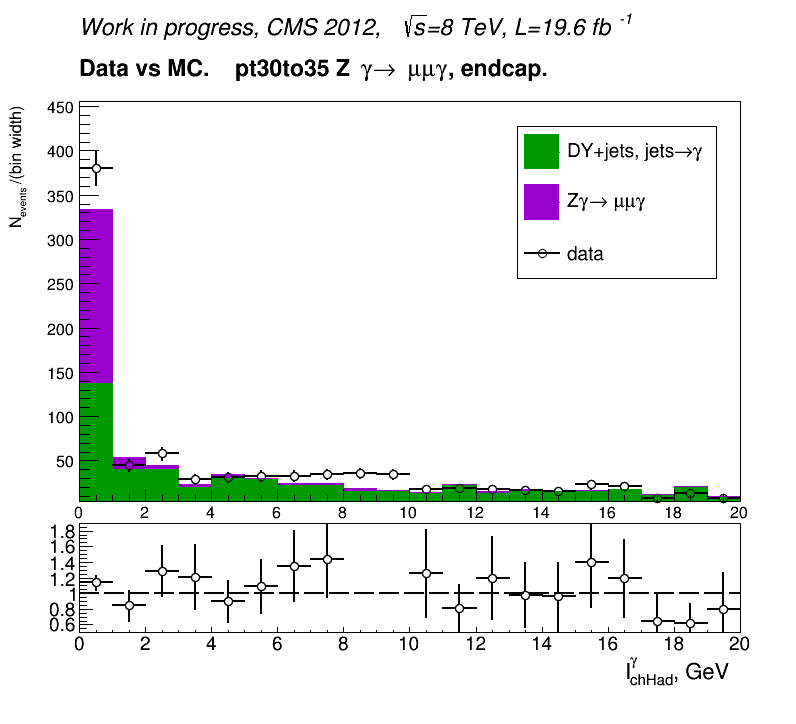 Work in progress, CMS 2012, √s=8 TeV, L=19.6 fb -1
Data vs MC. pt30to35 Z γ→ μμγ, endcap.
N_events /(bin width)
450
400
350
300
250
200
150
100
50
DY+jets, jets→γ
Zγ→ μμγ
data
0 2 4 6 8 10 12 14 16 18 20
1.8
1.6
1.4
1.2
1
0.8
0.6
0 2 4 6 8 10 12 14 16 18 20
I^γ_chHad, GeV